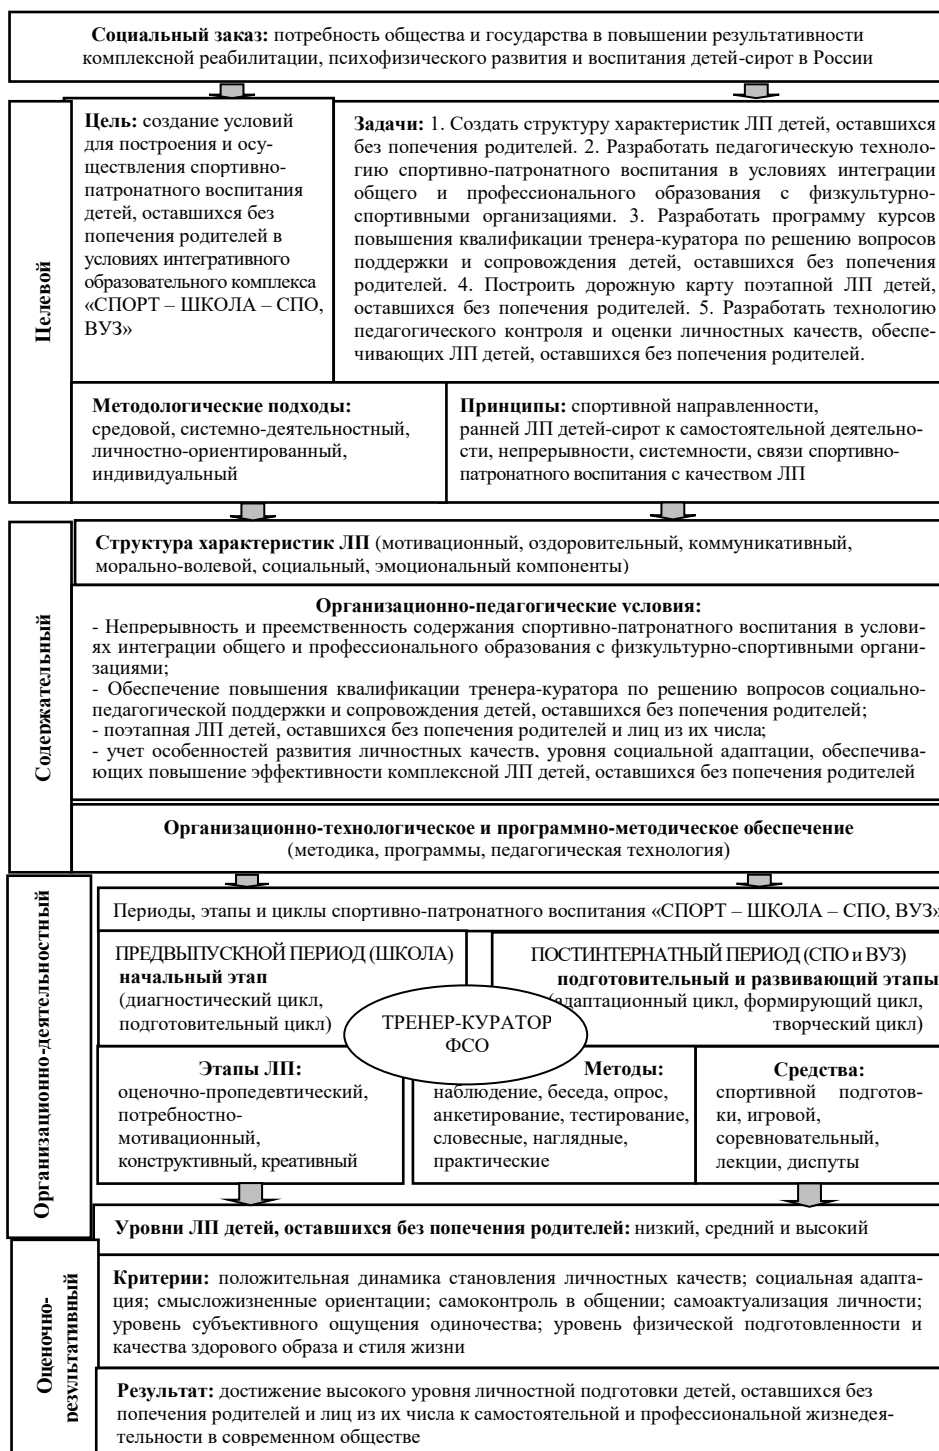 Социальный заказ: потребность общества и государства в повышении результативности
комплексной реабилитации, психофизического развития и воспитания детей-сирот в России
Целевой
Цель: создание условий
для построения и осу-
ществления спортивно-
патронатного воспитания
детей, оставшихся без
попечения родителей в
условиях интегративного
образовательного комплекса
«СПОРТ – ШКОЛА – СПО,
ВУЗ»
Задачи: 1. Создать структуру характеристик ЛП детей, оставшихся
без попечения родителей. 2. Разработать педагогическую техноло-
гию спортивно-патронатного воспитания в условиях интеграции
общего и профессионального образования с физкультурно-
спортивными организациями. 3. Разработать программу курсов
повышения квалификации тренера-куратора по решению вопросов
поддержки и сопровождения детей, оставшихся без попечения
родителей. 4. Построить дорожную карту поэтапной ЛП детей,
оставшихся без попечения родителей. 5. Разработать технологию
педагогического контроля и оценки личностных качеств, обеспе-
чивающих ЛП детей, оставшихся без попечения родителей.
Методологические подходы:
средовой, системно-деятельностный,
личностно-ориентированный,
индивидуальный
Принципы: спортивной направленности,
ранней ЛП детей-сирот к самостоятельной деятельно-
сти, непрерывности, системности, связи спортивно-
патронатного воспитания с качеством ЛП
Содержательный
Структура характеристик ЛП (мотивационный, оздоровительный, коммуникативный,
морально-волевой, социальный, эмоциональный компоненты)
Организационно-педагогические условия:
- Непрерывность и преемственность содержания спортивно-патронатного воспитания в услови-
ях интеграции общего и профессионального образования с физкультурно-спортивными органи-
зациями;
- Обеспечение повышения квалификации тренера-куратора по решению вопросов социально-
педагогической поддержки и сопровождения детей, оставшихся без попечения родителей;
- поэтапная ЛП детей, оставшихся без попечения родителей и лиц из их числа;
- учет особенностей развития личностных качеств, уровня социальной адаптации, обеспечива-
ющих повышение эффективности комплексной ЛП детей, оставшихся без попечения родителей
Организационно-технологическое и программно-методическое обеспечение
(методика, программы, педагогическая технология)
Организационно-деятельностный
Периоды, этапы и циклы спортивно-патронатного воспитания «СПОРТ – ШКОЛА – СПО, ВУЗ»
ПРЕДВЫПУСКНОЙ ПЕРИОД (ШКОЛА)
начальный этап
(диагностический цикл,
подготовительный цикл)
ПОСТИНТЕРНАТНЫЙ ПЕРИОД (СПО и ВУЗ)
подготовительный и развивающий этапы
(адаптационный цикл, формирующий цикл,
творческий цикл)
ТРЕНЕР-КУРАТОР
ФСО
Этапы ЛП:
оценочно-пропедевтический,
потребностно-
мотивационный,
конструктивный, креативный
Методы:
наблюдение, беседа, опрос,
анкетирование, тестирование,
словесные, наглядные,
практические
Средства:
спортивной подготов-
ки, игровой,
соревновательный,
лекции, диспуты
Уровни ЛП детей, оставшихся без попечения родителей: низкий, средний и высокий
Оценочно-
результативный
Критерии: положительная динамика становления личностных качеств; социальная адапта-
ция; смысложизненные ориентации; самоконтроль в общении; самоактуализация личности;
уровень субъективного ощущения одиночества; уровень физической подготовленности и
качества здорового образа и стиля жизни
Результат: достижение высокого уровня личностной подготовки детей, оставшихся без
попечения родителей и лиц из их числа к самостоятельной и профессиональной жизнедея-
тельности в современном обществе